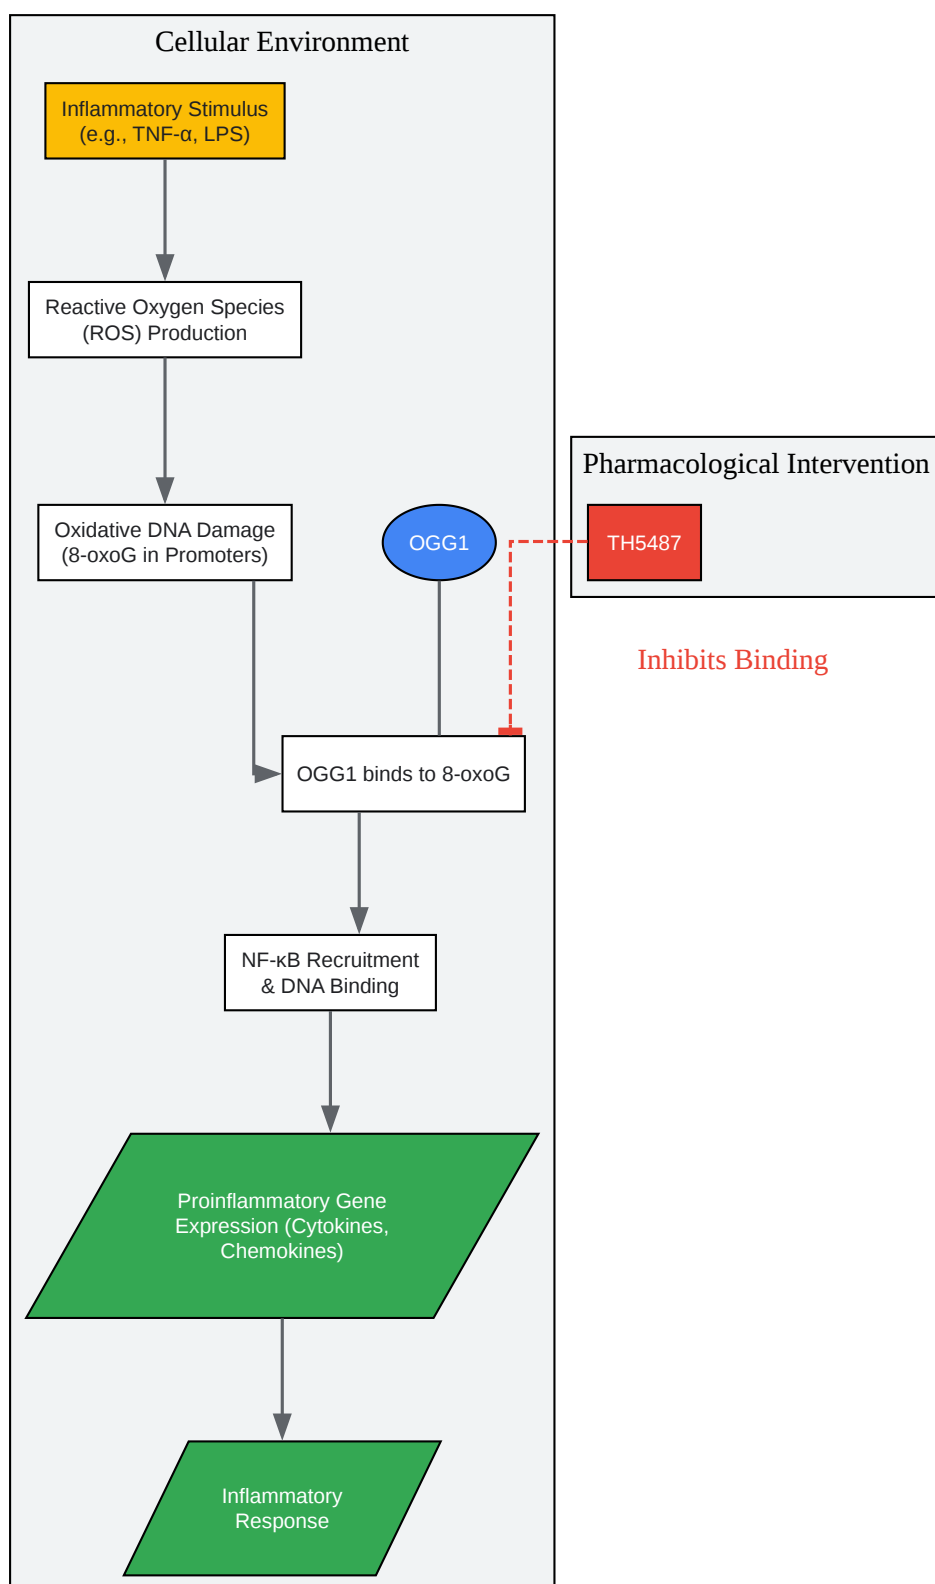 Cellular Environment
Inflammatory Stimulus
(e.g., TNF-α, LPS)
Reactive Oxygen Species
(ROS) Production
Pharmacological Intervention
Oxidative DNA Damage
(8-oxoG in Promoters)
OGG1
TH5487
Inhibits Binding
OGG1 binds to 8-oxoG
NF-κB Recruitment
& DNA Binding
Proinflammatory Gene
Expression (Cytokines,
Chemokines)
Inflammatory
Response